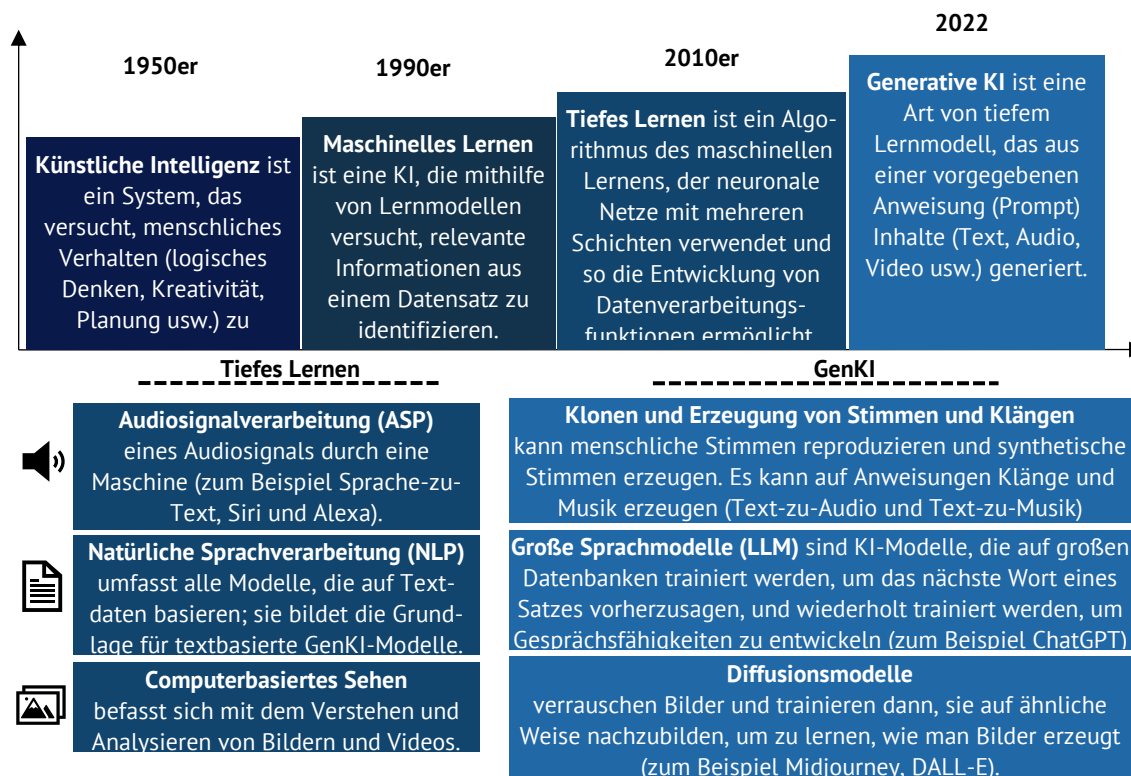 1950er
1990er
2010er
2022
Künstliche Intelligenz ist
ein System, das
versucht, menschliches
Verhalten (logisches
Denken, Kreativität,
Planung usw.) zu
Maschinelles Lernen
ist eine KI, die mithilfe
von Lernmodellen
versucht, relevante
Informationen aus
einem Datensatz zu
identifizieren.
Tiefes Lernen ist ein Algo-
rithmus des maschinellen
Lernens, der neuronale
Netze mit mehreren
Schichten verwendet und
so die Entwicklung von
Datenverarbeitungs-
funktionen ermöglicht
Generative KI ist eine
Art von tiefem
Lernmodell, das aus
einer vorgegebenen
Anweisung (Prompt)
Inhalte (Text, Audio,
Video usw.) generiert.
Tiefes Lernen
Audiosignalverarbeitung (ASP)
eines Audiosignals durch eine
Maschine (zum Beispiel Sprache-zu-
Text, Siri und Alexa).
Natürliche Sprachverarbeitung (NLP)
umfasst alle Modelle, die auf Text-
daten basieren; sie bildet die Grund-
lage für textbasierte GenKI-Modelle.
Computerbasiertes Sehen
befasst sich mit dem Verstehen und
Analysieren von Bildern und Videos.
GenKI
Klonen und Erzeugung von Stimmen und Klängen
kann menschliche Stimmen reproduzieren und synthetische
Stimmen erzeugen. Es kann auf Anweisungen Klänge und
Musik erzeugen (Text-zu-Audio und Text-zu-Musik)
Große Sprachmodelle (LLM) sind KI-Modelle, die auf großen
Datenbanken trainiert werden, um das nächste Wort eines
Satzes vorherzusagen, und wiederholt trainiert werden, um
Gesprächsfähigkeiten zu entwickeln (zum Beispiel ChatGPT)
Diffusionsmodelle
verrauschen Bilder und trainieren dann, sie auf ähnliche
Weise nachzubilden, um zu lernen, wie man Bilder erzeugt
(zum Beispiel Midjourney, DALL-E).